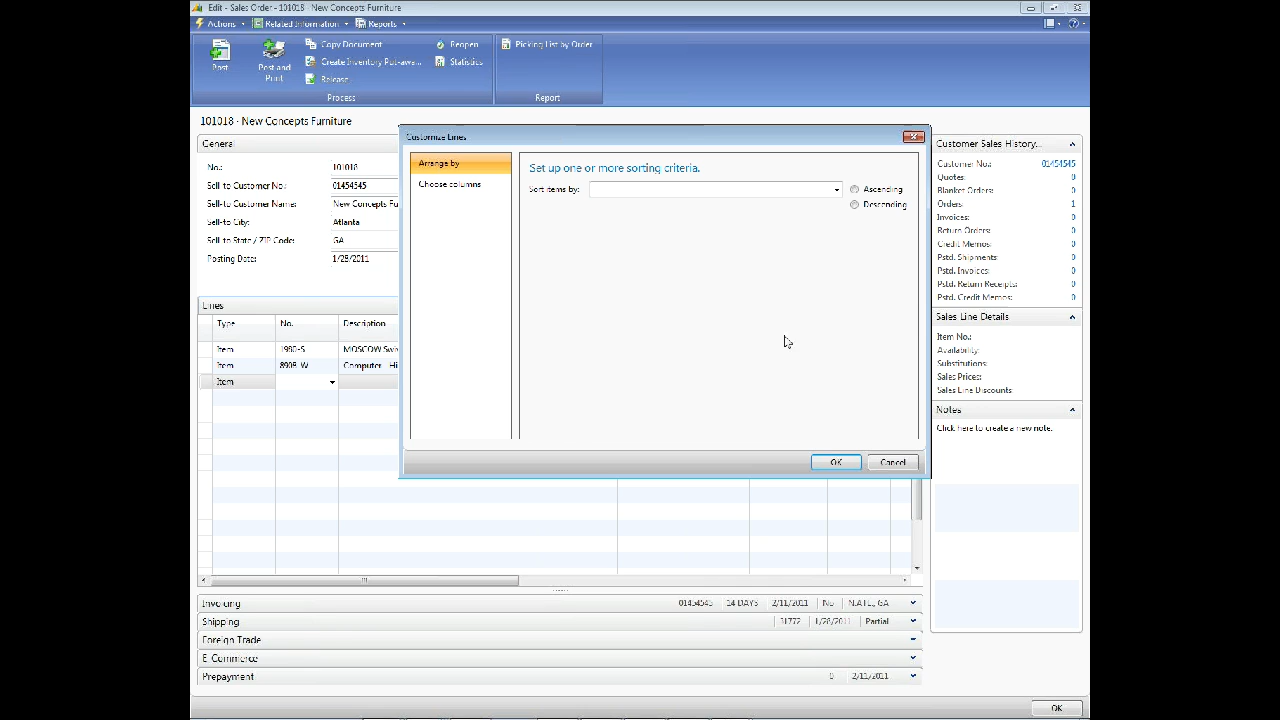 Edit - Sales Order - 101018 · New Concepts Furniture
Actions
Related Information
Reports
Post
Post and Print
Copy Document
Create Inventory Put-awa...
Release
Reopen
Statistics
Picking List by Order
Process
Report
101018 · New Concepts Furniture
General
No.: 101018
Sell-to Customer No.: 01454545
Sell-to Customer Name: New Concepts Fu
Sell-to City: Atlanta
Sell-to State / ZIP Code: GA
Posting Date: 1/28/2011
Lines
Type No. Description
Item 1980-S MOSCOW Swi
Item 8908-W Computer - Hi
Item
Customize Lines
Arrange by
Choose columns
Set up one or more sorting criteria.
Sort items by:
Ascending
Descending
OK
Cancel
Customer Sales History...
Customer No.: 01454545
Quotes: 0
Blanket Orders: 0
Orders: 1
Invoices: 0
Return Orders: 0
Credit Memos: 0
Pstd. Shipments: 0
Pstd. Invoices: 0
Pstd. Return Receipts: 0
Pstd. Credit Memos: 0
Sales Line Details
Item No.:
Availability:
Substitutions:
Sales Prices:
Sales Line Discounts:
Notes
Click here to create a new note.
Invoicing 01454545 14 DAYS 2/11/2011 No N.ATL., GA
Shipping 31772 1/28/2011 Partial
Foreign Trade
E-Commerce
Prepayment 0 2/11/2011
OK